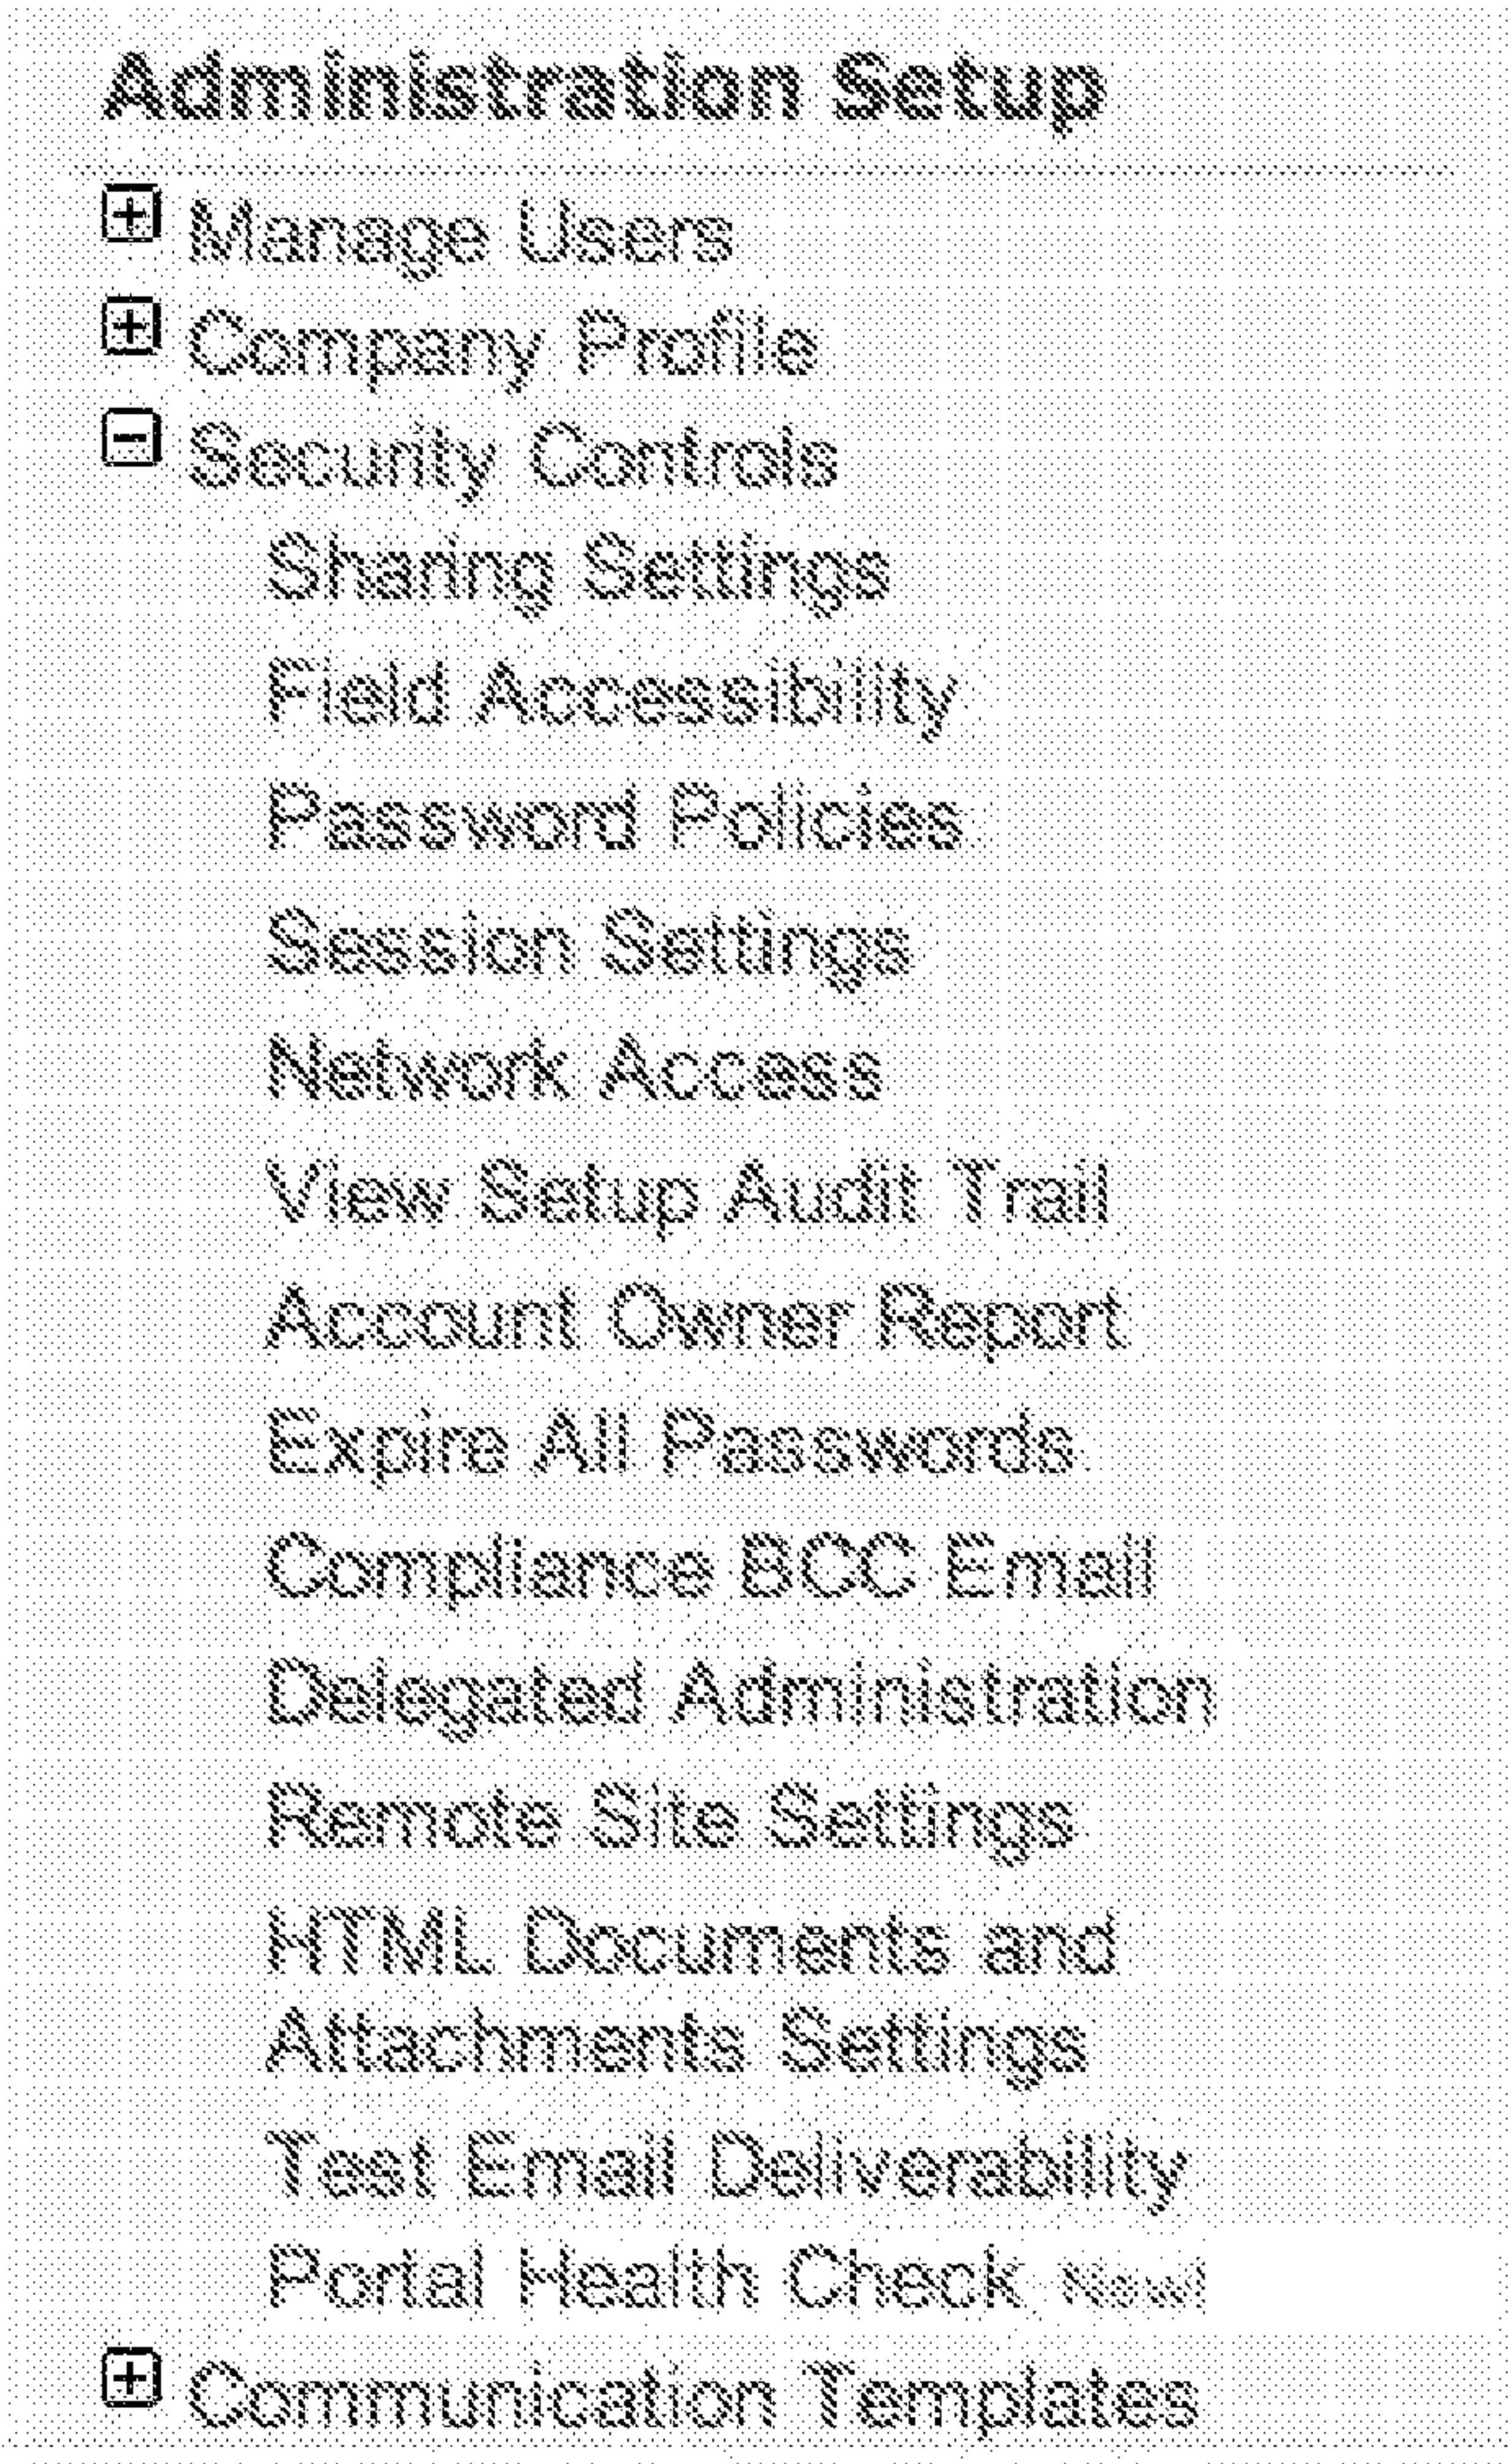 Administration Setup
Manage Users
Company Profile
Security Controls
Sharing Settings
Field Accessibility
Password Policies
Session Settings
Network Access
View Setup Audit Trail
Account Owner Report
Expire All Passwords
Compliance BCC Email
Delegated Administration
Remote Site Settings
HTML Documents and
Attachments Settings
Test Email Deliverability
Portal Health Check New!
Communication Templates